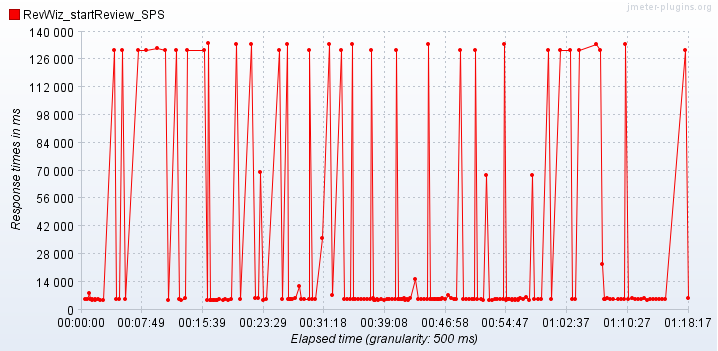 RevWiz_startReview_SPS
jmeter-plugins.org
140 000
126 000
112 000
98 000
84 000
70 000
56 000
42 000
28 000
14 000
0
Response times in ms
00:00:00 00:07:49 00:15:39 00:23:29 00:31:18 00:39:08 00:46:58 00:54:47 01:02:37 01:10:27 01:18:17
Elapsed time (granularity: 500 ms)